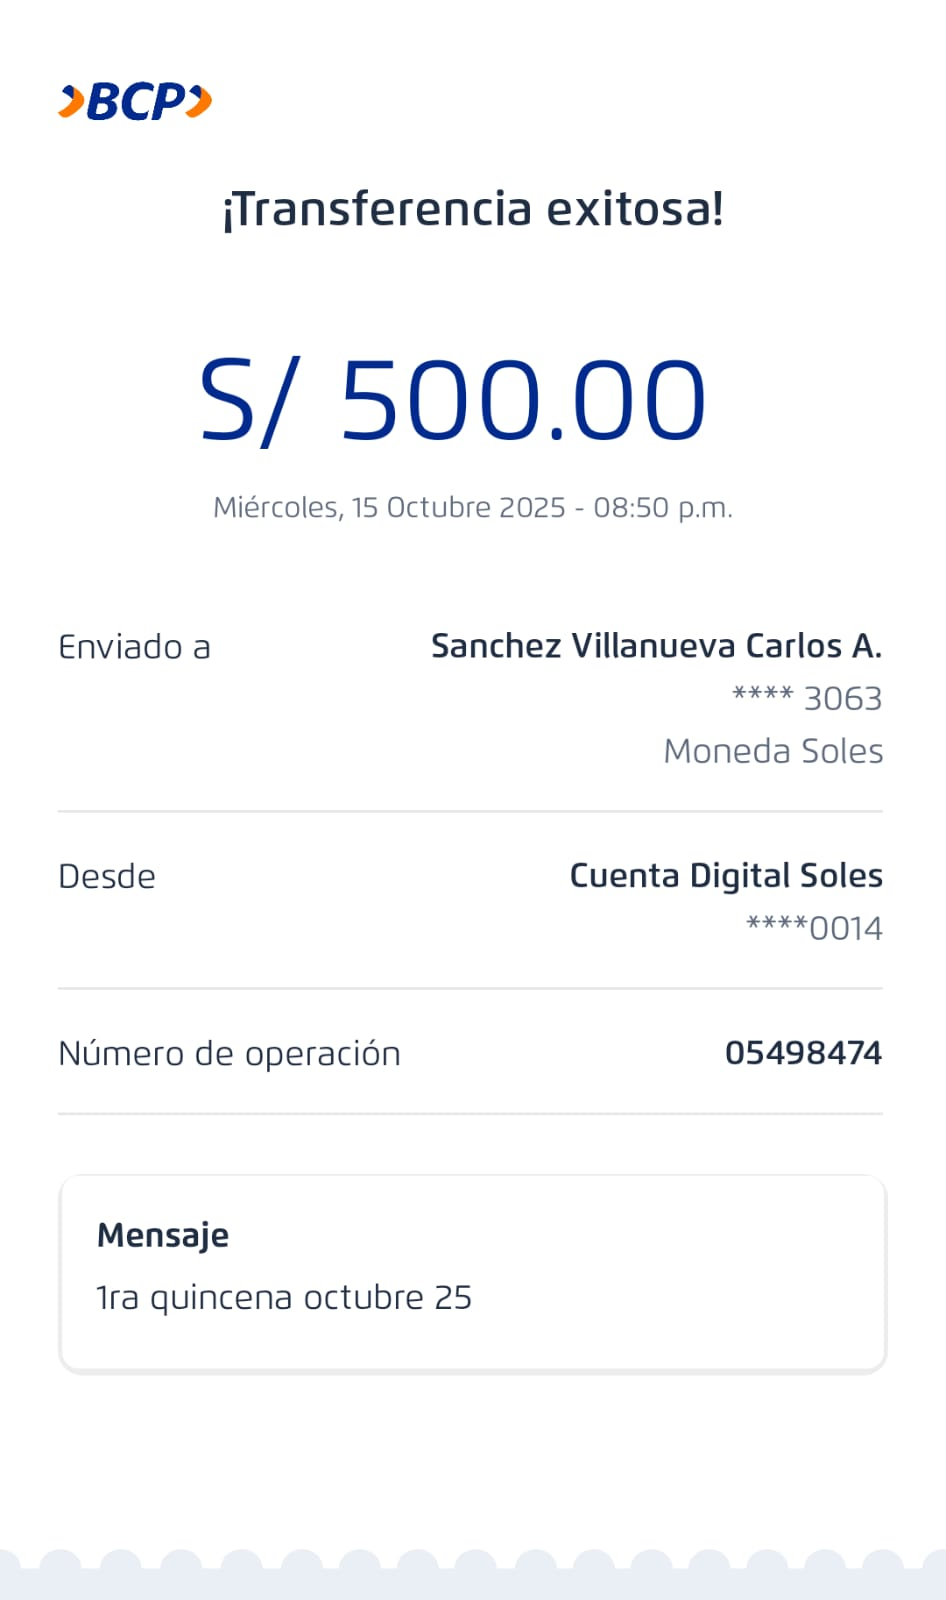 BCP
¡Transferencia exitosa!
S/ 500.00
Miércoles, 15 Octubre 2025 - 08:50 p.m.
Enviado a
Sanchez Villanueva Carlos A.
**** 3063
Moneda Soles
Desde
Cuenta Digital Soles
****0014
Número de operación
05498474
Mensaje
1ra quincena octubre 25